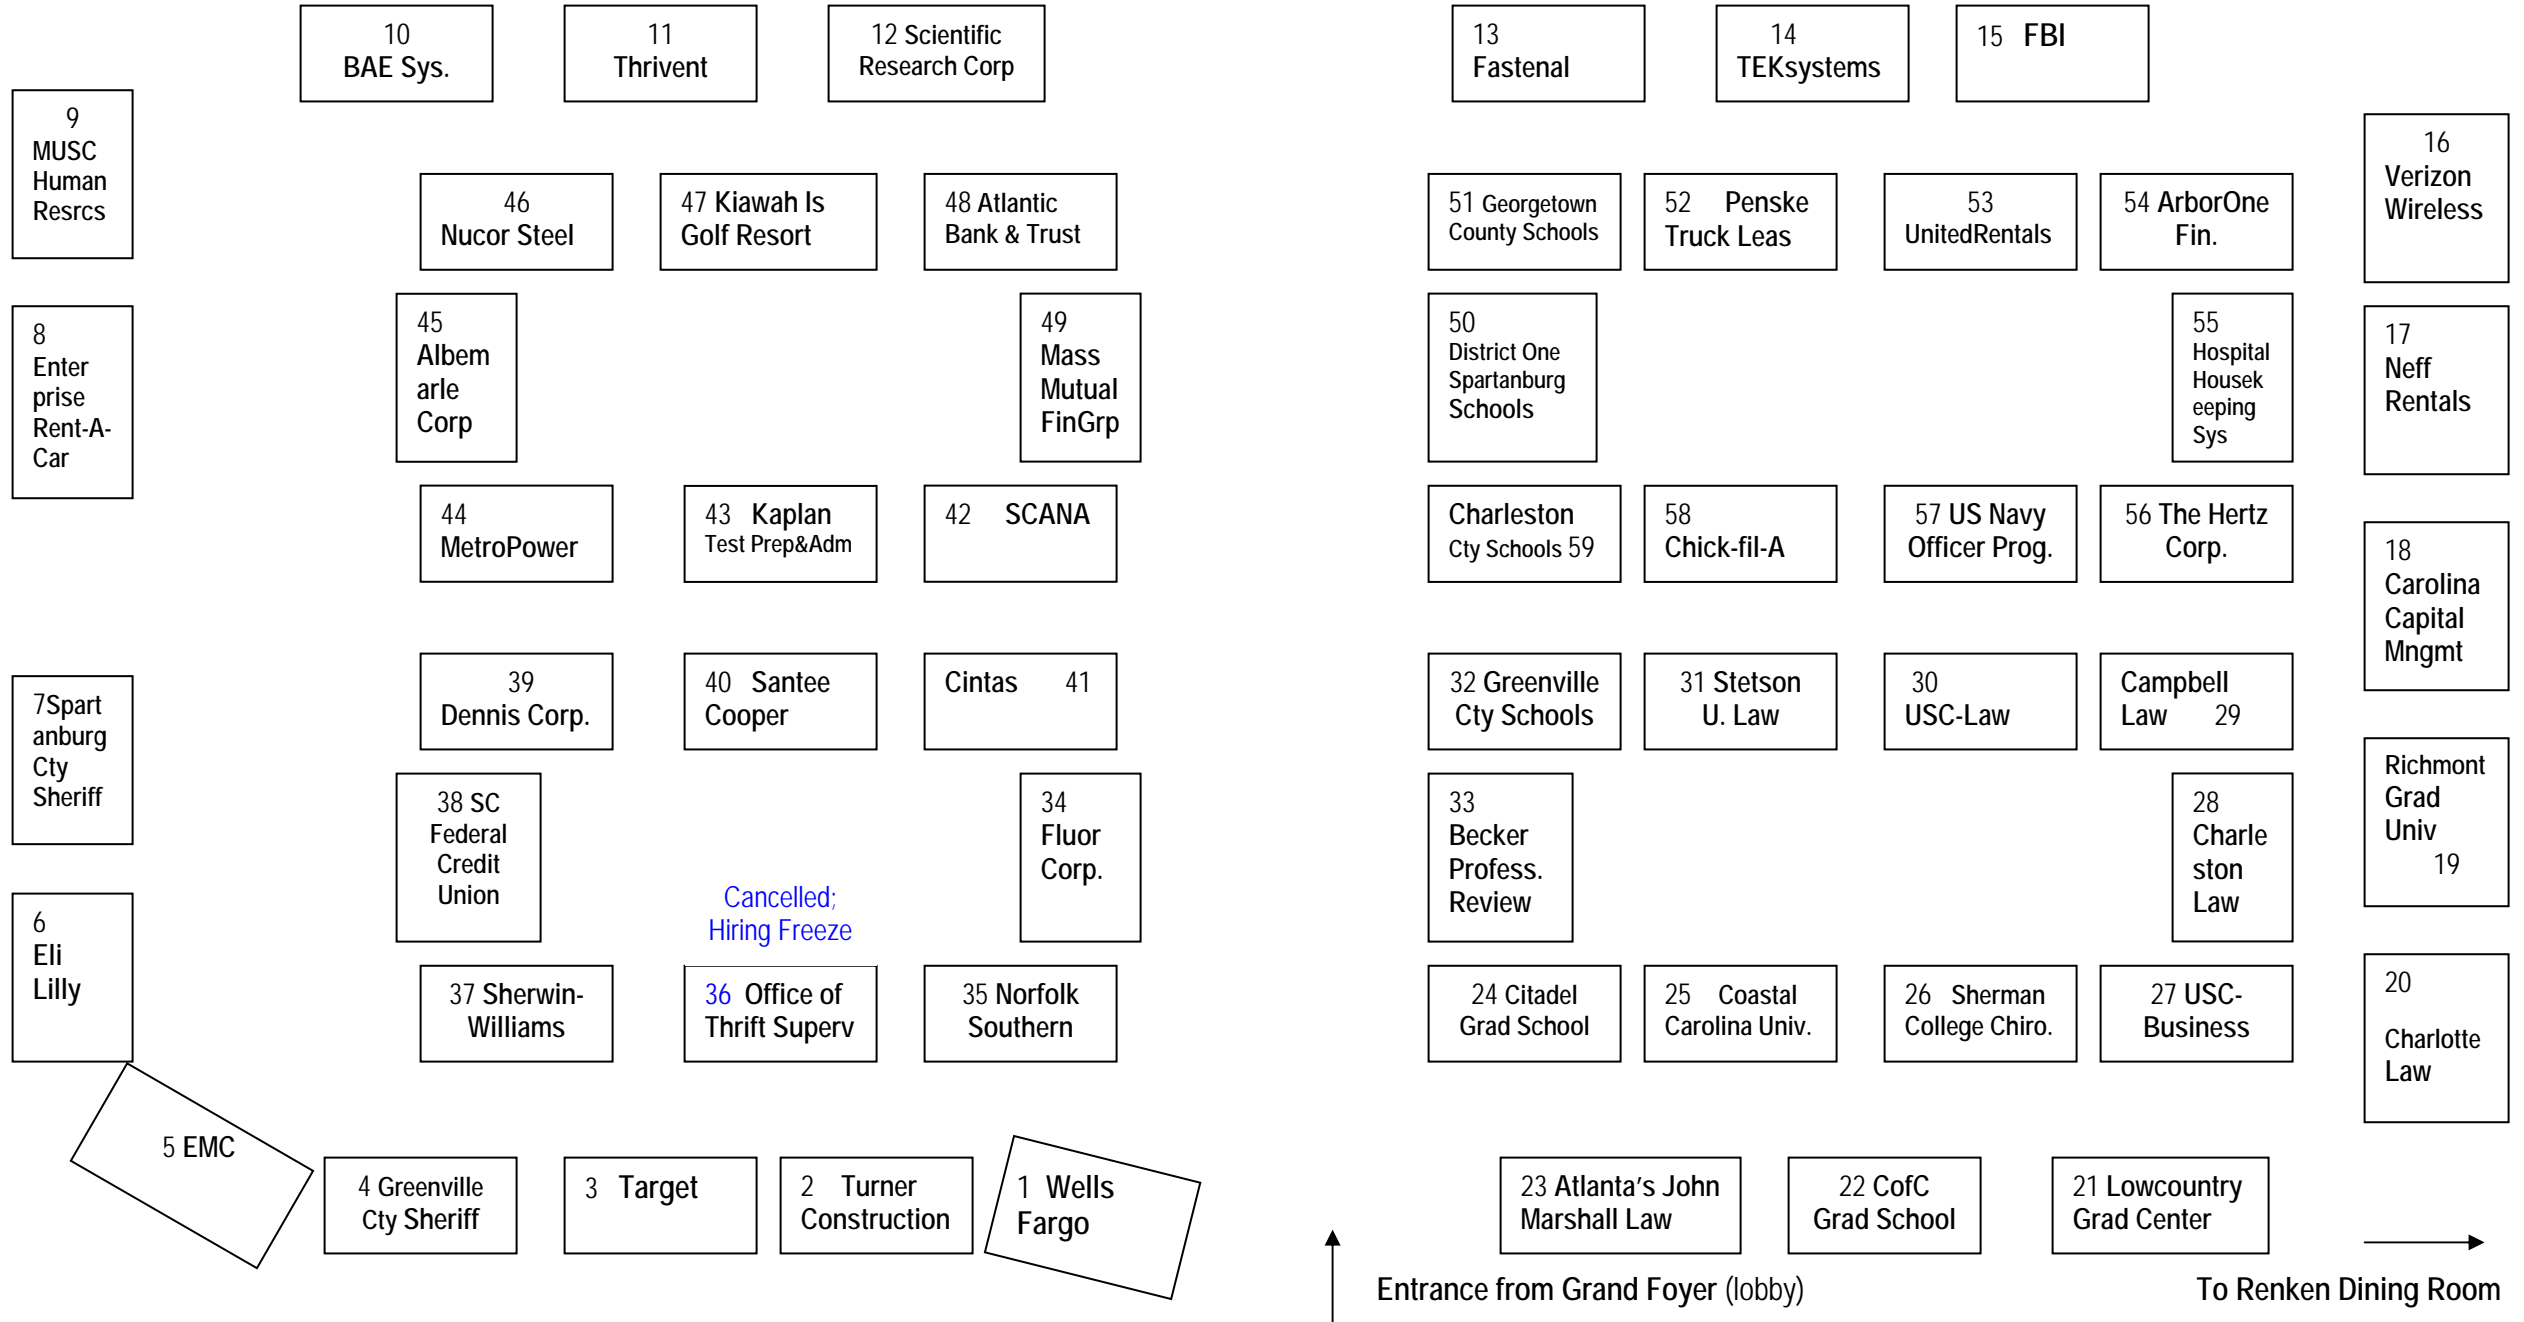 10
BAE Sys.
11
Thrivent
12 Scientific
Research Corp
13
Fastenal
14
TEKsystems
15 FBI
9
MUSC
Human
Resrcs
16
Verizon
Wireless
46
Nucor Steel
47 Kiawah Is
Golf Resort
48 Atlantic
Bank & Trust
51 Georgetown
County Schools
52 Penske
Truck Leas
53
UnitedRentals
54 ArborOne
Fin.
8
Enter
prise
Rent-A-
Car
45
Albem
arle
Corp
49
Mass
Mutual
FinGrp
50
District One
Spartanburg
Schools
55
Hospital
Housek
eeping
Sys
17
Neff
Rentals
44
MetroPower
43 Kaplan
Test Prep&Adm
42 SCANA
Charleston
Cty Schools 59
58
Chick-fil-A
57 US Navy
Officer Prog.
56 The Hertz
Corp.
18
Carolina
Capital
Mngmt
7Spart
anburg
Cty
Sheriff
39
Dennis Corp.
40 Santee
Cooper
Cintas 41
32 Greenville
Cty Schools
31 Stetson
U. Law
30
USC-Law
Campbell
Law 29
Richmont
Grad
Univ
19
38 SC
Federal
Credit
Union
34
Fluor
Corp.
33
Becker
Profess.
Review
28
Charle
ston
Law
6
Eli
Lilly
Cancelled;
Hiring Freeze
37 Sherwin-
Williams
36 Office of
Thrift Superv
35 Norfolk
Southern
24 Citadel
Grad School
25 Coastal
Carolina Univ.
26 Sherman
College Chiro.
27 USC-
Business
20
Charlotte
Law
5 EMC
4 Greenville
Cty Sheriff
3 Target
2 Turner
Construction
1 Wells
Fargo
23 Atlanta's John
Marshall Law
22 CofC
Grad School
21 Lowcountry
Grad Center
Entrance from Grand Foyer (lobby)
To Renken Dining Room